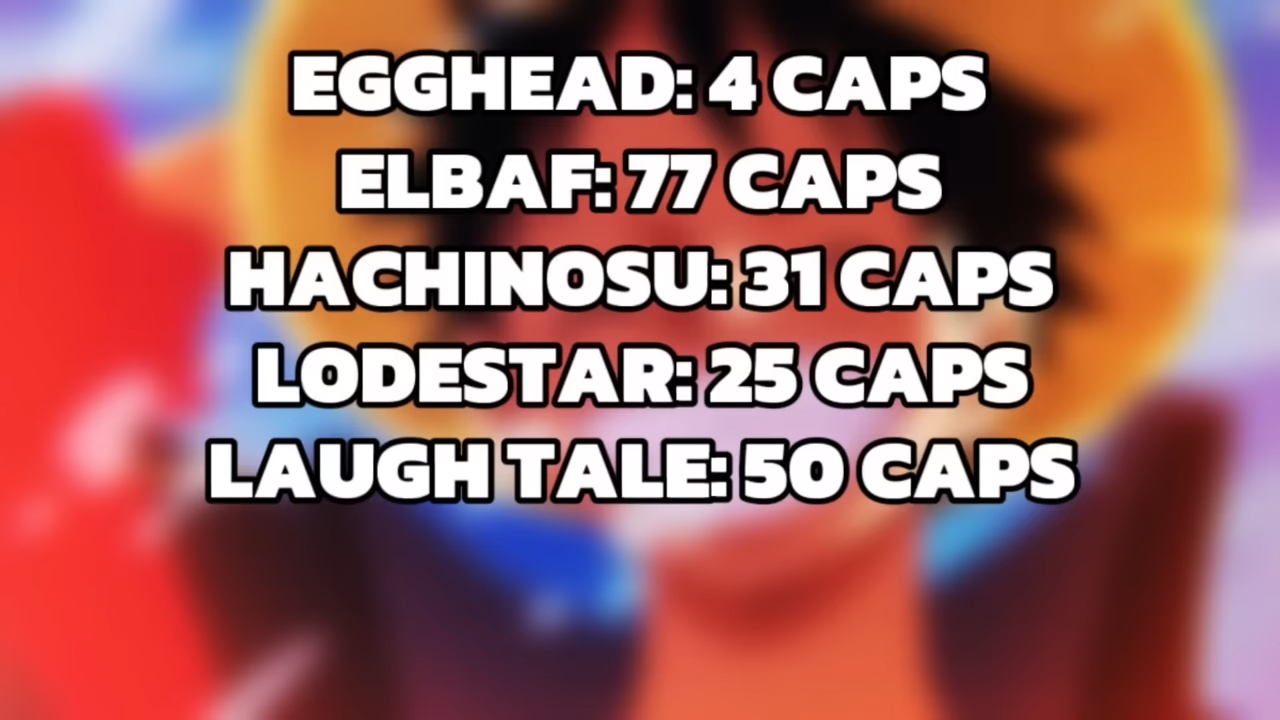 EGGHEAD: 4 CAPS
ELBAF: 77 CAPS
HACHINOSU: 31 CAPS
LODESTAR: 25 CAPS
LAUGH TALE: 50 CAPS